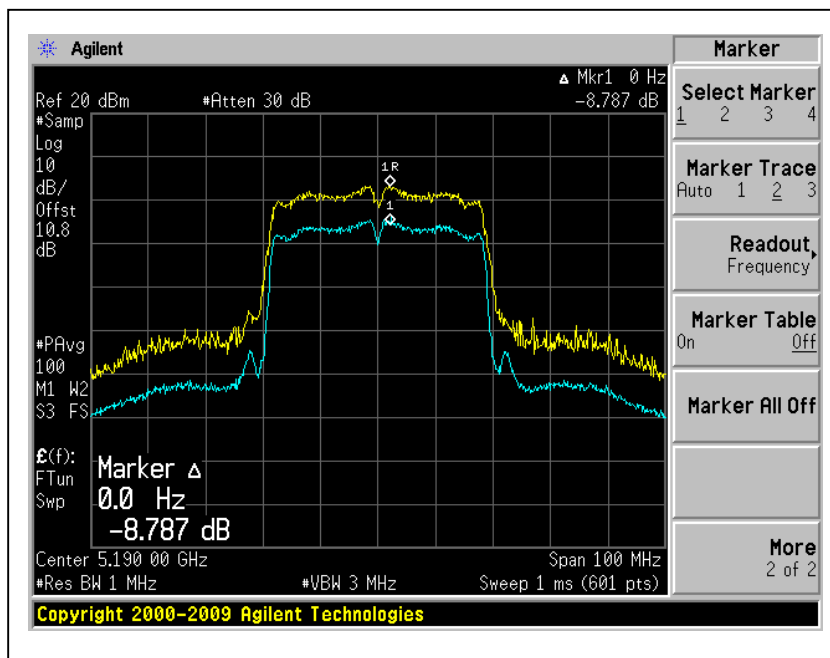 Agilent
Marker
Δ Mkr1 0 Hz
Ref 20 dBm #Atten 30 dB -8.787 dB
#Samp
Log
10
dB/
Offst
10.8
dB
1R
1
#PAvg
100
M1 W2
S3 FS
£(f):
FTun
Swp
Marker Δ
0.0 Hz
-8.787 dB
Center 5.190 00 GHz Span 100 MHz
#Res BW 1 MHz #VBW 3 MHz Sweep 1 ms (601 pts)
Copyright 2000-2009 Agilent Technologies
Select Marker
1 2 3 4
Marker Trace
Auto 1 2 3
Readout
Frequency
Marker Table
On Off
Marker All Off
More
2 of 2